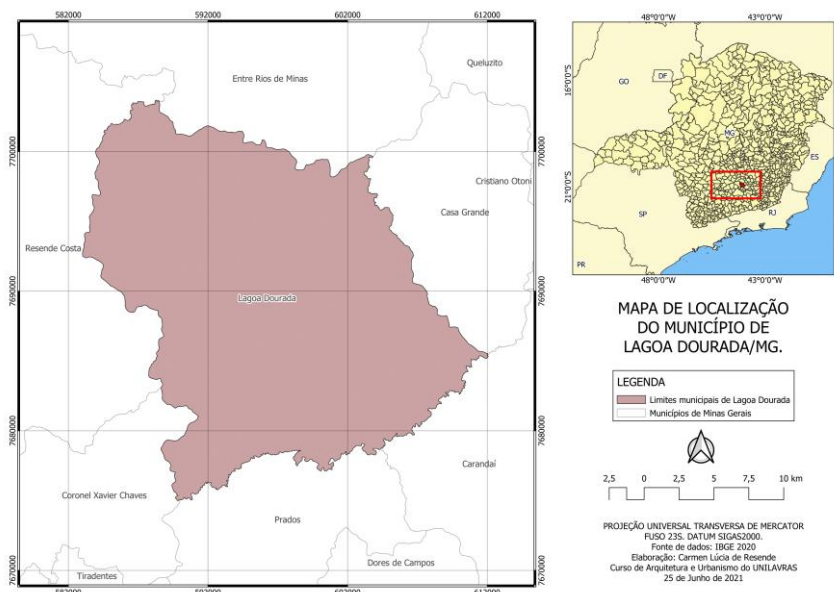 582000 592000 602000 612000
Queluzito
Entre Rios de Minas
7700000 7700000
Cristiano Otoni
Casa Grande
Resende Costa
7690000 7690000
Lagoa Dourada
7680000 7680000
Carandaí
Coronel Xavier Chaves
Prados
Dores de Campos
Tiradentes
7670000 7670000
582000 592000 602000 612000
48°0.0'W 43°0.0'W
16°0.0'S
21°0.0'S
GO
DF
MG
ES
SP
RJ
PR
48°0.0'W 43°0.0'W
MAPA DE LOCALIZAÇÃO
DO MUNICÍPIO DE
LAGOA DOURADA/MG.
LEGENDA
Limites municipais de Lagoa Dourada
Municípios de Minas Gerais
2,5 0 2,5 5 7,5 10 km
PROJEÇÃO UNIVERSAL TRANSVERSA DE MERCATOR
FUSO 23S. DATUM SIGAS2000.
Fonte de dados: IBGE 2020
Elaboração: Carmen Lúcia de Resende
Curso de Arquitetura e Urbanismo do UNILAVRAS
25 de Junho de 2021